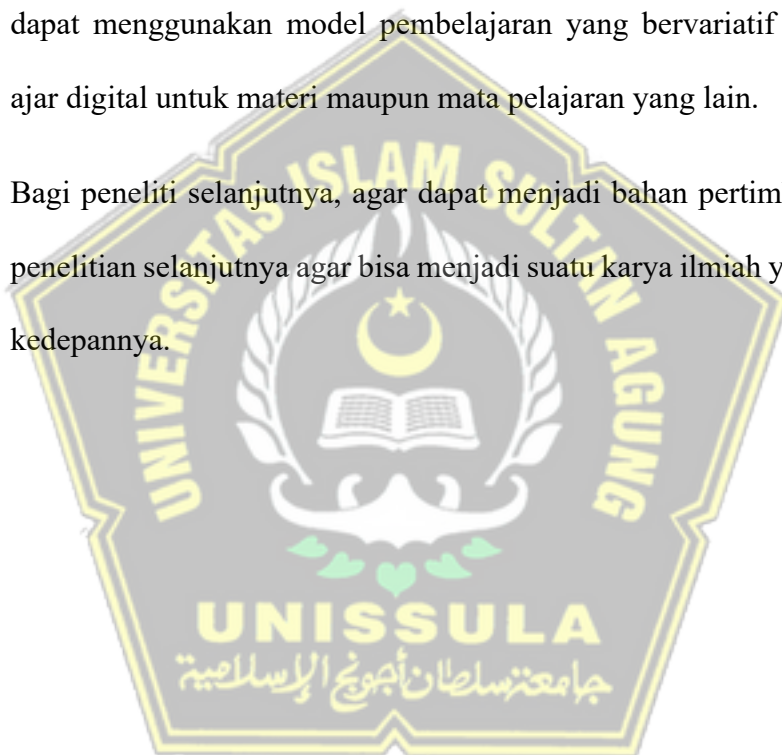 dapat menggunakan model pembelajaran yang bervariatif
ajar digital untuk materi maupun mata pelajaran yang lain.
Bagi peneliti selanjutnya, agar dapat menjadi bahan pertim
penelitian selanjutnya agar bisa menjadi suatu karya ilmiah y
kedepannya.
UNIVERSITAS ISLAM SULTAN AGUNG
UNISSULA
جامعة سلطان أجونج الإسلامية